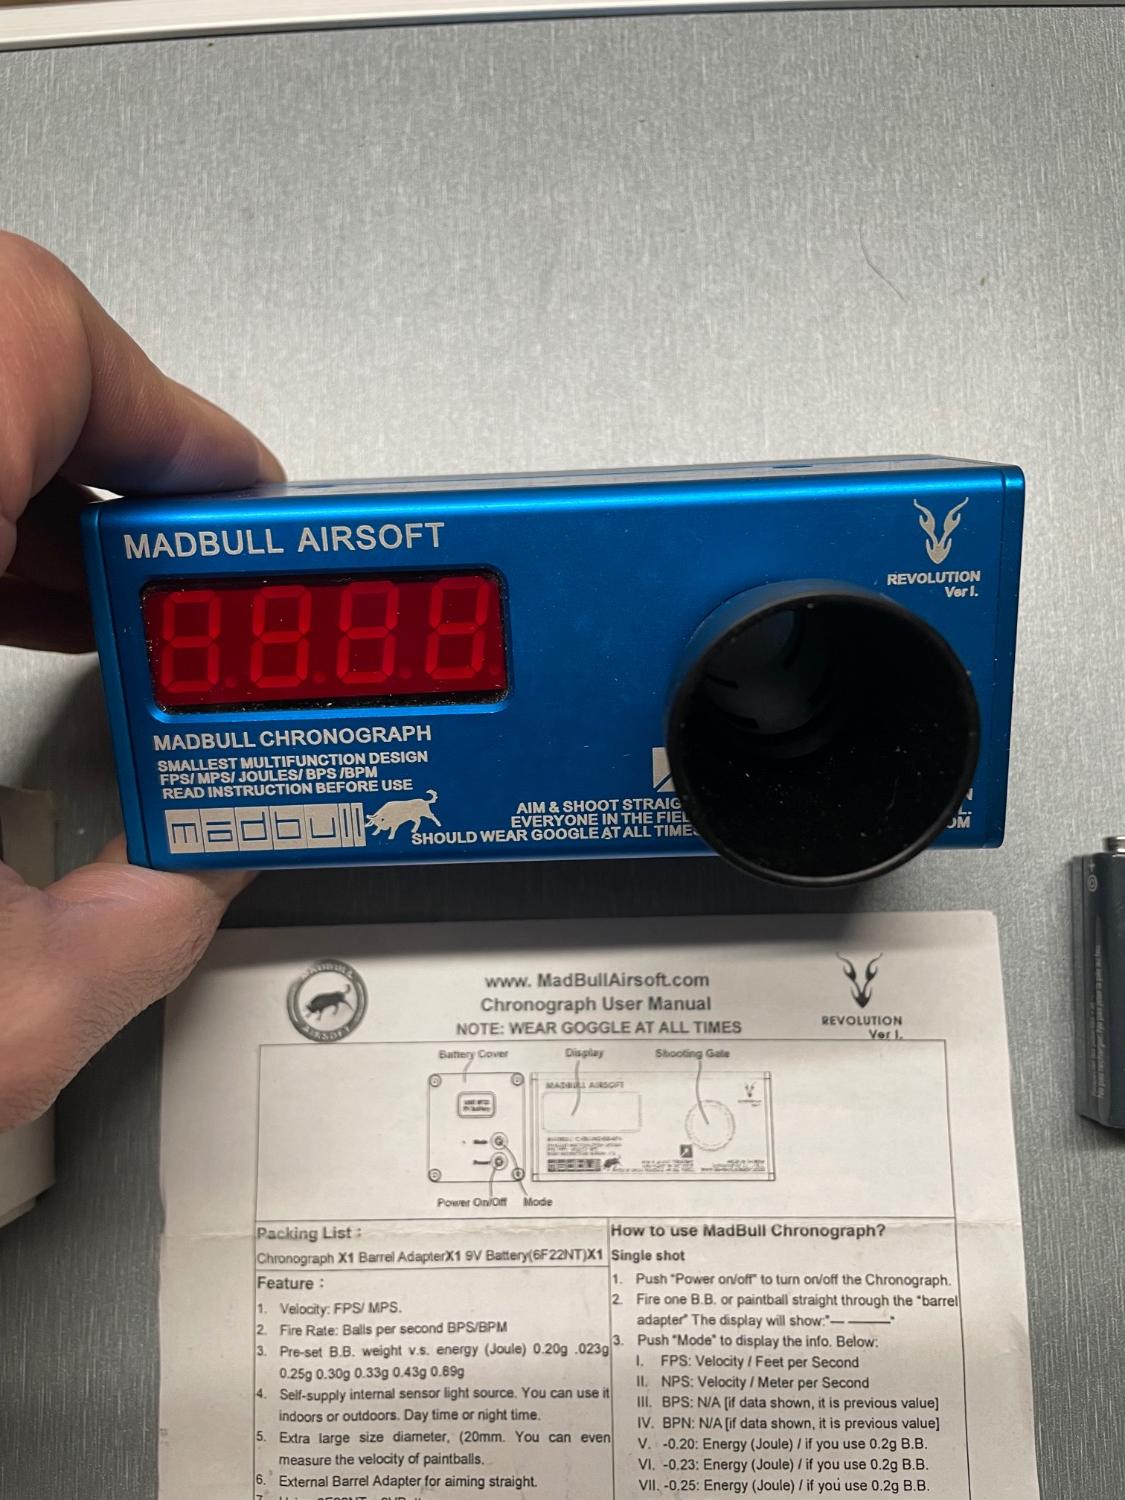 MADBULL AIRSOFT
REVOLUTION
Ver I.
MADBULL CHRONOGRAPH
SMALLEST MULTIFUNCTION DESIGN
FPS/ MPS/ JOULES/ BPS /BPM
READ INSTRUCTION BEFORE USE
madbull
AIM & SHOOT STRAIG
EVERYONE IN THE FIEL
SHOULD WEAR GOOGLE AT ALL TIMES
MADBULL
AIRSOFT
www. MadBullAirsoft.com
Chronograph User Manual
NOTE: WEAR GOGGLE AT ALL TIMES
REVOLUTION
Ver I.
Battery Cover
Display
Shooting Gate
MADBULL AIRSOFT
Mode
Power
Power On/Off
Mode
Packing List :
Chronograph X1 Barrel AdapterX1 9V Battery(6F22NT)X1
Feature :
1. Velocity: FPS/ MPS.
2. Fire Rate: Balls per second BPS/BPM
3. Pre-set B.B. weight v.s. energy (Joule) 0.20g .023g
0.25g 0.30g 0.33g 0.43g 0.89g
4. Self-supply internal sensor light source. You can use it
indoors or outdoors. Day time or night time.
5. Extra large size diameter, (20mm. You can even
measure the velocity of paintballs.
6. External Barrel Adapter for aiming straight.
How to use MadBull Chronograph?
Single shot
1. Push "Power on/off" to turn on/off the Chronograph.
2. Fire one B.B. or paintball straight through the "barrel
adapter" The display will show:"— ———"
3. Push "Mode" to display the info. Below:
I. FPS: Velocity / Feet per Second
II. NPS: Velocity / Meter per Second
III. BPS: N/A [if data shown, it is previous value]
IV. BPN: N/A [if data shown, it is previous value]
V. -0.20: Energy (Joule) / if you use 0.2g B.B.
VI. -0.23: Energy (Joule) / if you use 0.2g B.B.
VII. -0.25: Energy (Joule) / if you use 0.2g B.B.